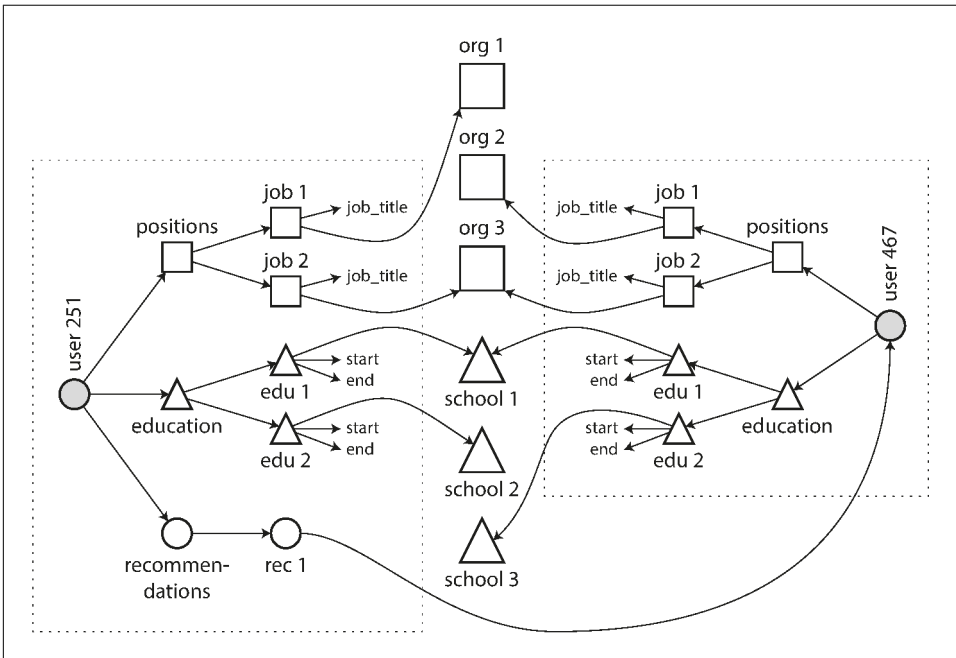 org 1
org 2
org 3
school 1
school 2
school 3
user 251
positions
job 1
job_title
job 2
job_title
education
edu 1
start
end
edu 2
start
end
recommen-
dations
rec 1
user 467
positions
job 1
job_title
job 2
job_title
education
edu 1
start
end
edu 2
start
end